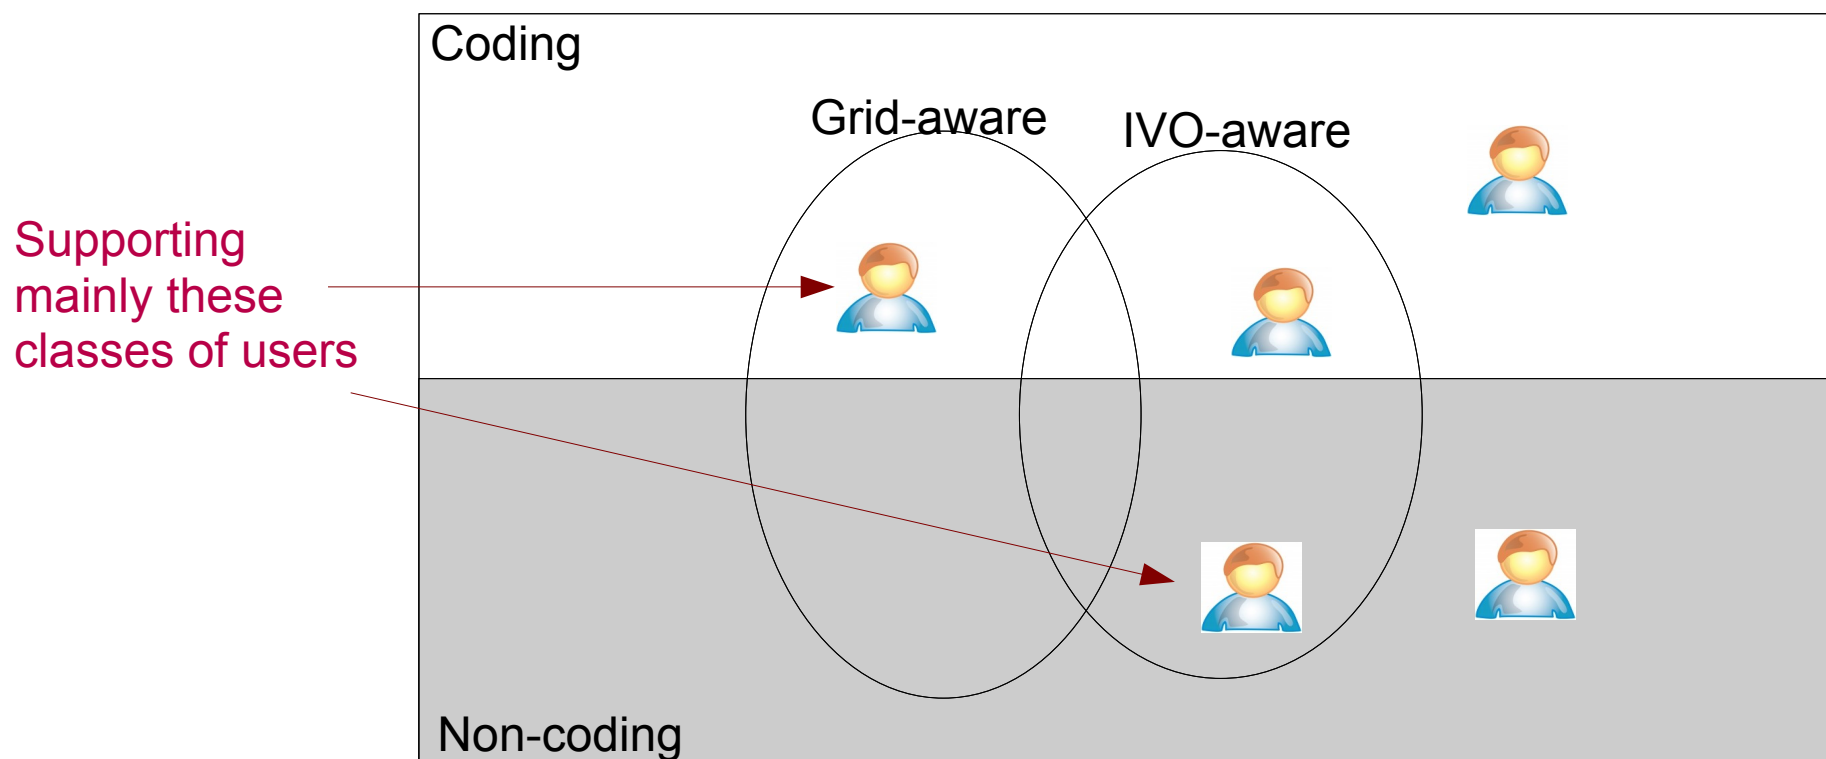 Coding
Grid-aware
IVO-aware
Supporting
mainly these
classes of users
Non-coding